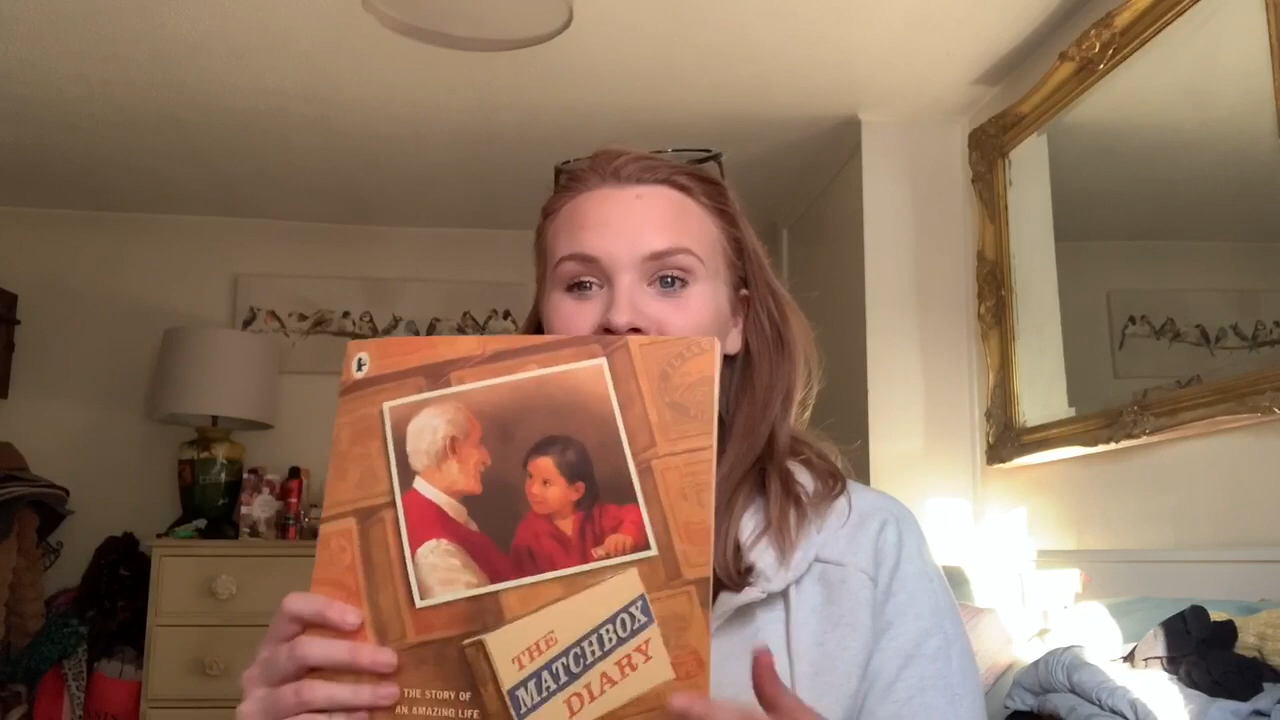 THE
MATCHBOX
DIARY
THE STORY OF
AN AMAZING LIFE